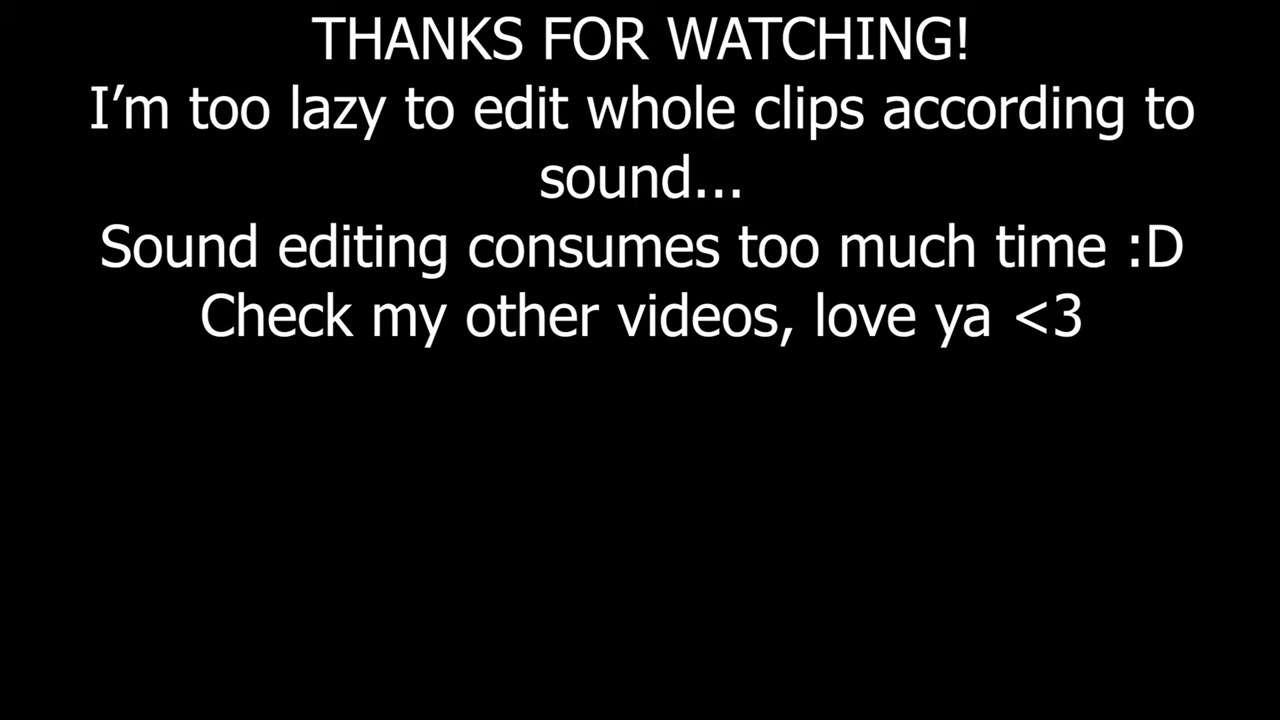 THANKS FOR WATCHING!
I’m too lazy to edit whole clips according to
sound...
Sound editing consumes too much time :D
Check my other videos, love ya <3